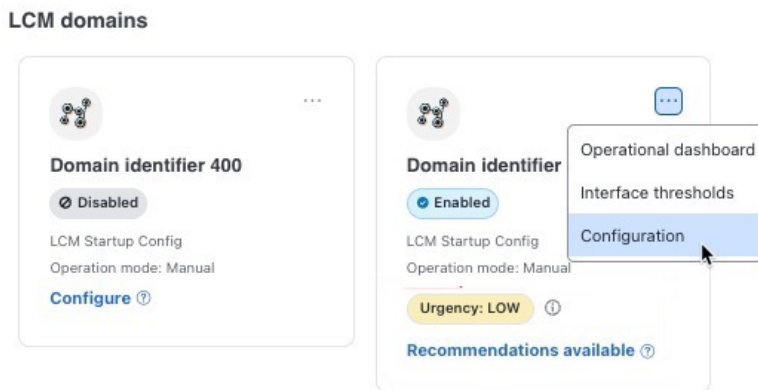 LCM domains
Domain identifier 400
Disabled
LCM Startup Config
Operation mode: Manual
Configure
Domain identifier
Enabled
LCM Startup Config
Operation mode: Manual
Urgency: LOW
Recommendations available
Operational dashboard
Interface thresholds
Configuration